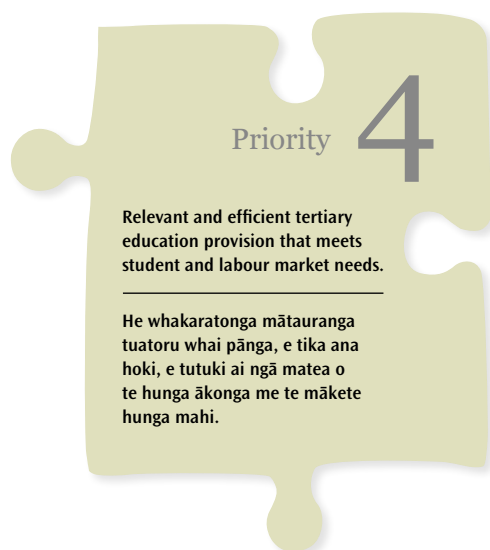 Priority 4
Relevant and efficient tertiary
education provision that meets
student and labour market needs.
He whakaratonga mātauranga
tuatoru whai pānga, e tika ana
hoki, e tutuki ai ngā matea o
te hunga ākonga me te mākete
hunga mahi.